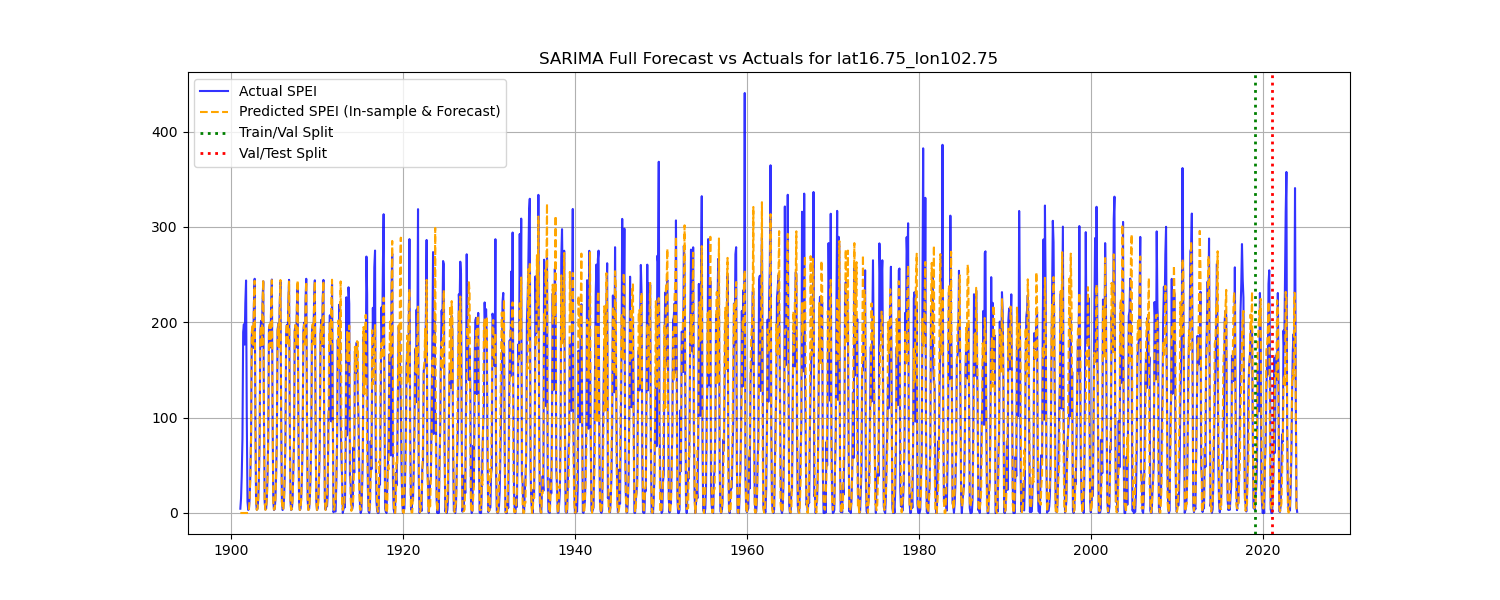 SARIMA Full Forecast vs Actuals for lat16.75_lon102.75
Actual SPEI
Predicted SPEI (In-sample & Forecast)
Train/Val Split
Val/Test Split
400
300
200
100
0
1900 1920 1940 1960 1980 2000 2020